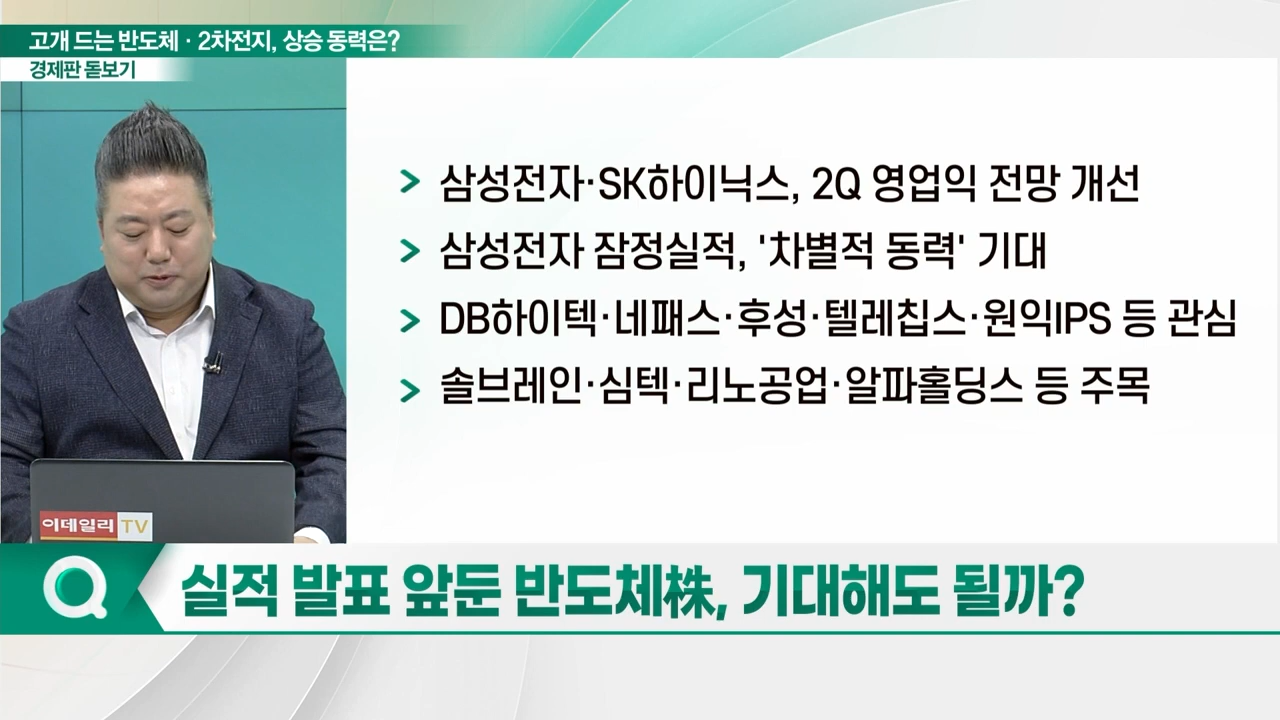 고개 드는 반도체 · 2차전지, 상승 동력은?
경제판 돋보기
> 삼성전자·SK하이닉스, 2Q 영업익 전망 개선
> 삼성전자 잠정실적, '차별적 동력' 기대
> DB하이텍·네패스·후성·텔레칩스·원익IPS 등 관심
> 솔브레인·심텍·리노공업·알파홀딩스 등 주목
이데일리 TV
Q 실적 발표 앞둔 반도체株, 기대해도 될까?